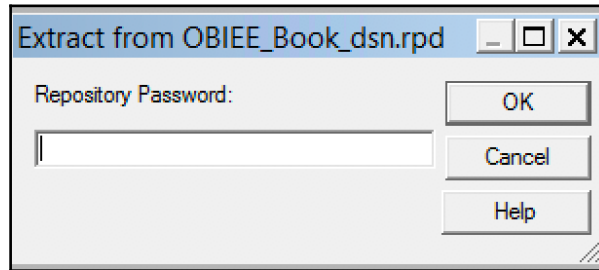 Extract from OBIEE_Book_dsn.rpd
Repository Password:
OK
Cancel
Help